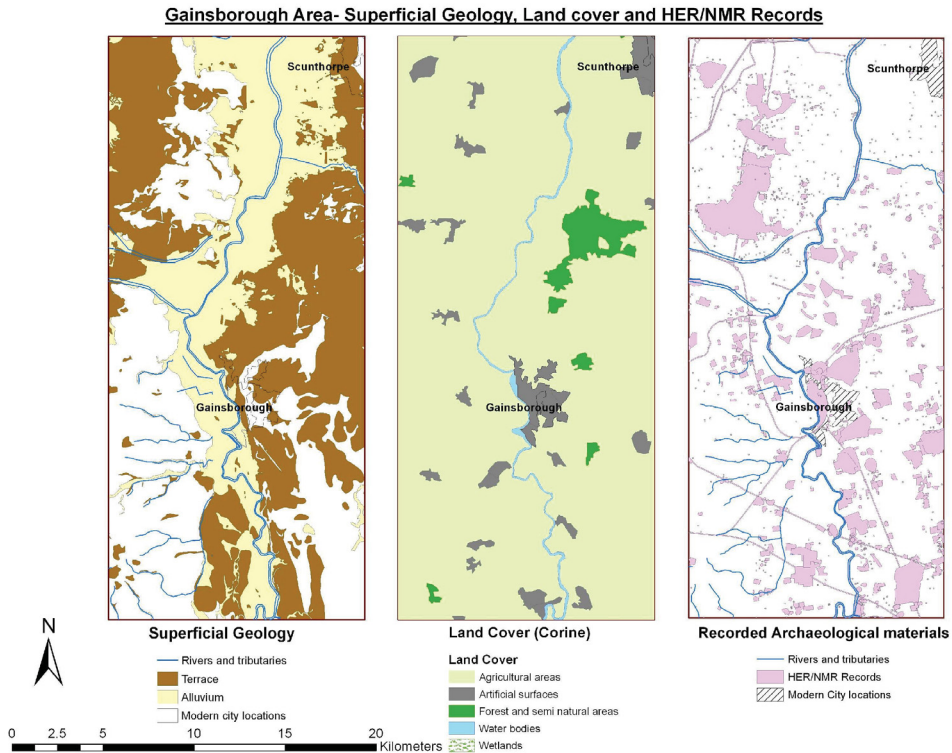 Gainsborough Area- Superficial Geology, Land cover and HER/NMR Records
Scunthorpe
Gainsborough
Scunthorpe
Gainsborough
Scunthorpe
Gainsborough
N
Superficial Geology
Rivers and tributaries
Terrace
Alluvium
Modern city locations
Land Cover (Corine)
Land Cover
Agricultural areas
Artificial surfaces
Forest and semi natural areas
Water bodies
Wetlands
Recorded Archaeological materials
Rivers and tributaries
HER/NMR Records
Modern City locations
0 2.5 5 10 15 20
Kilometers